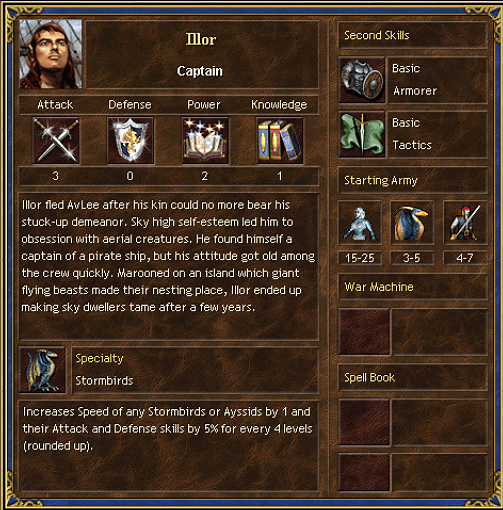 Illor
Captain
Attack Defense Power Knowledge
3 0 2 1
Illor fled AvLee after his kin could no more bear his
stuck-up demeanor. Sky high self-esteem led him to
obsession with aerial creatures. He found himself a
captain of a pirate ship, but his attitude got old among
the crew quickly. Marooned on an island which giant
flying beasts made their nesting place, Illor ended up
making sky dwellers tame after a few years.
Specialty
Stormbirds
Increases Speed of any Stormbirds or Ayssids by 1 and
their Attack and Defense skills by 5% for every 4 levels
(rounded up).
Second Skills
Basic
Armorer
Basic
Tactics
Starting Army
15-25 3-5 4-7
War Machine
Spell Book